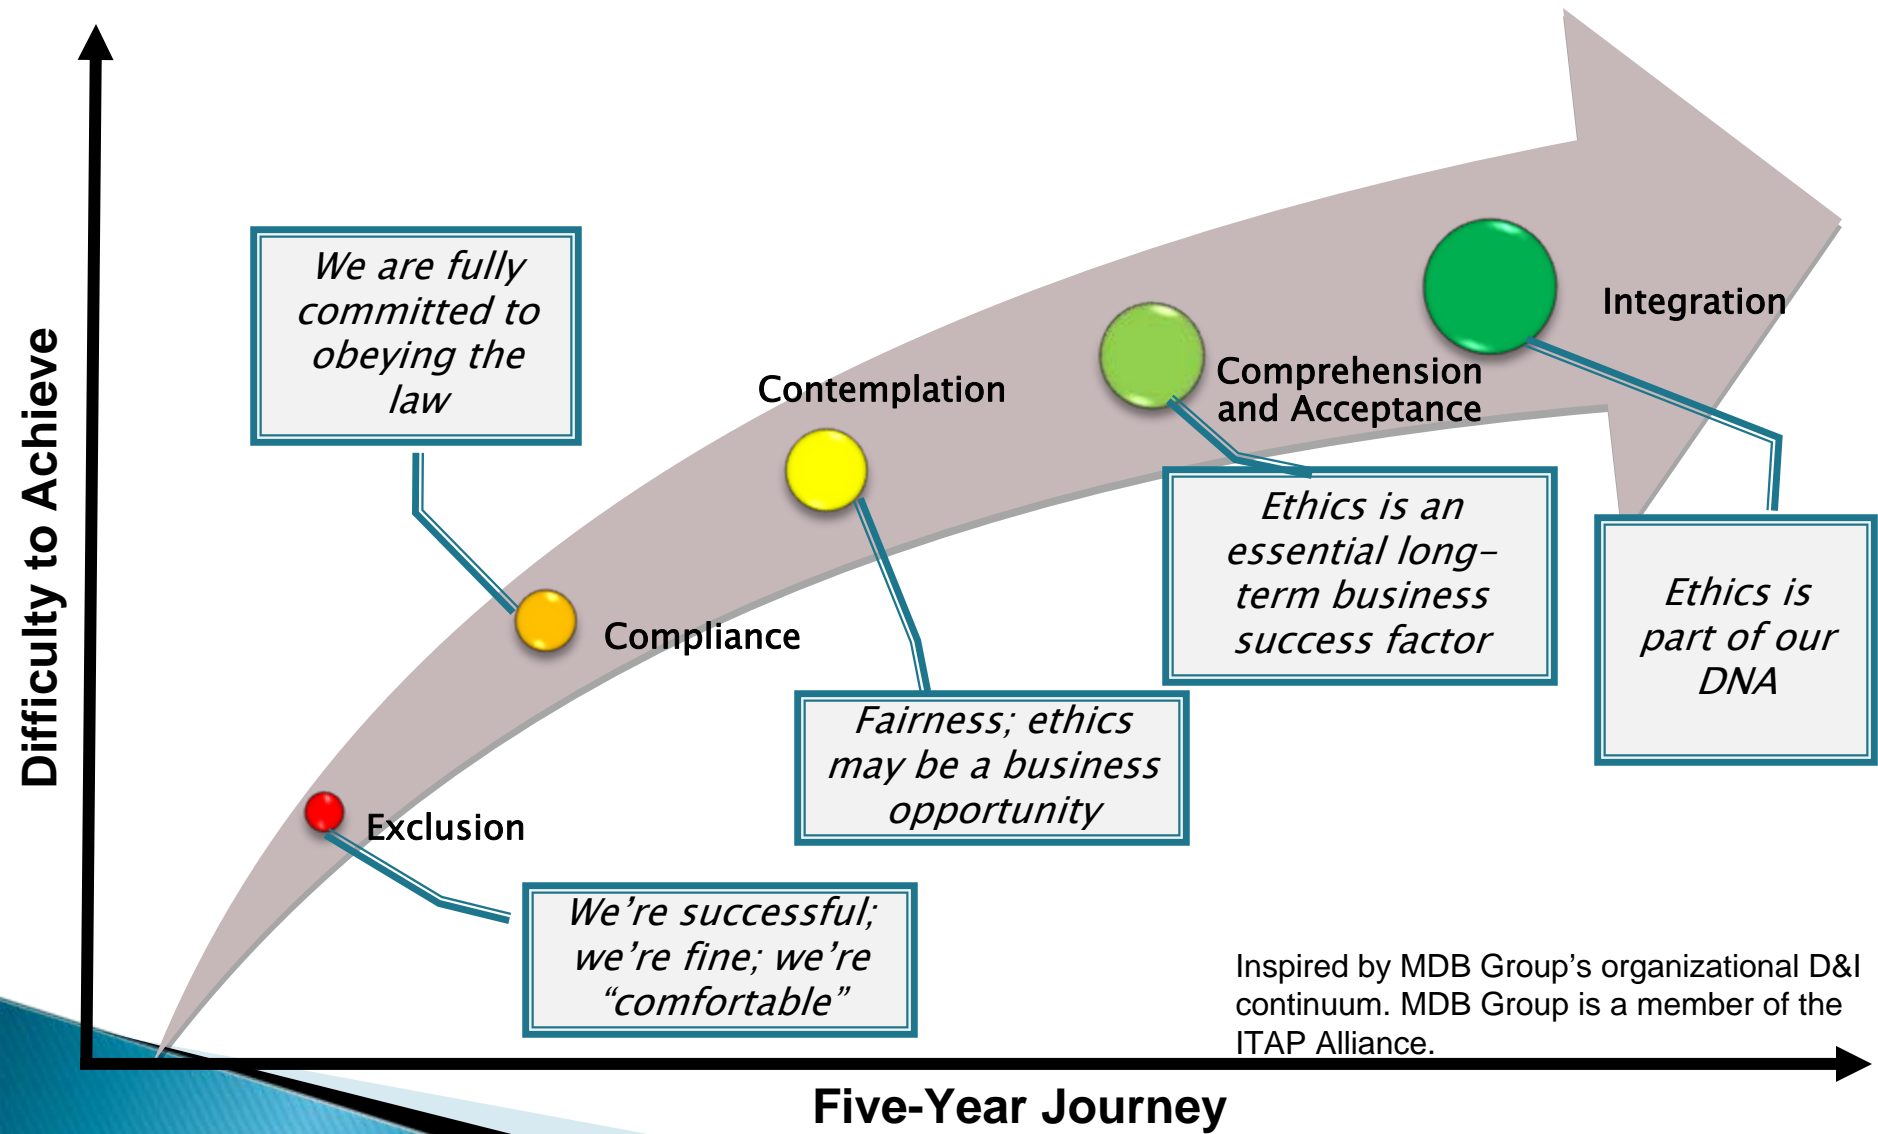 Difficulty to Achieve
We are fully
committed to
obeying the
law
Contemplation
Comprehension
and Acceptance
Integration
Compliance
Exclusion
Ethics is an
essential long-
term business
success factor
Ethics is
part of our
DNA
Fairness; ethics
may be a business
opportunity
We’re successful;
we’re fine; we’re
“comfortable”
Inspired by MDB Group’s organizational D&I
continuum. MDB Group is a member of the
ITAP Alliance.
Five-Year Journey